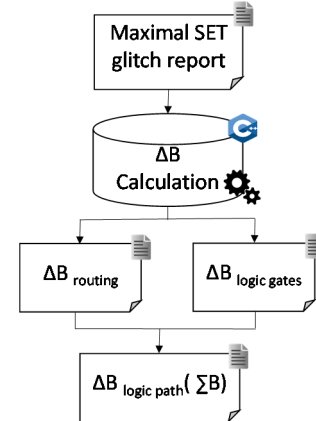 Maximal SET
glitch report
C++
ΔB
Calculation
ΔB routing
ΔB logic gates
ΔB logic path( ∑B)